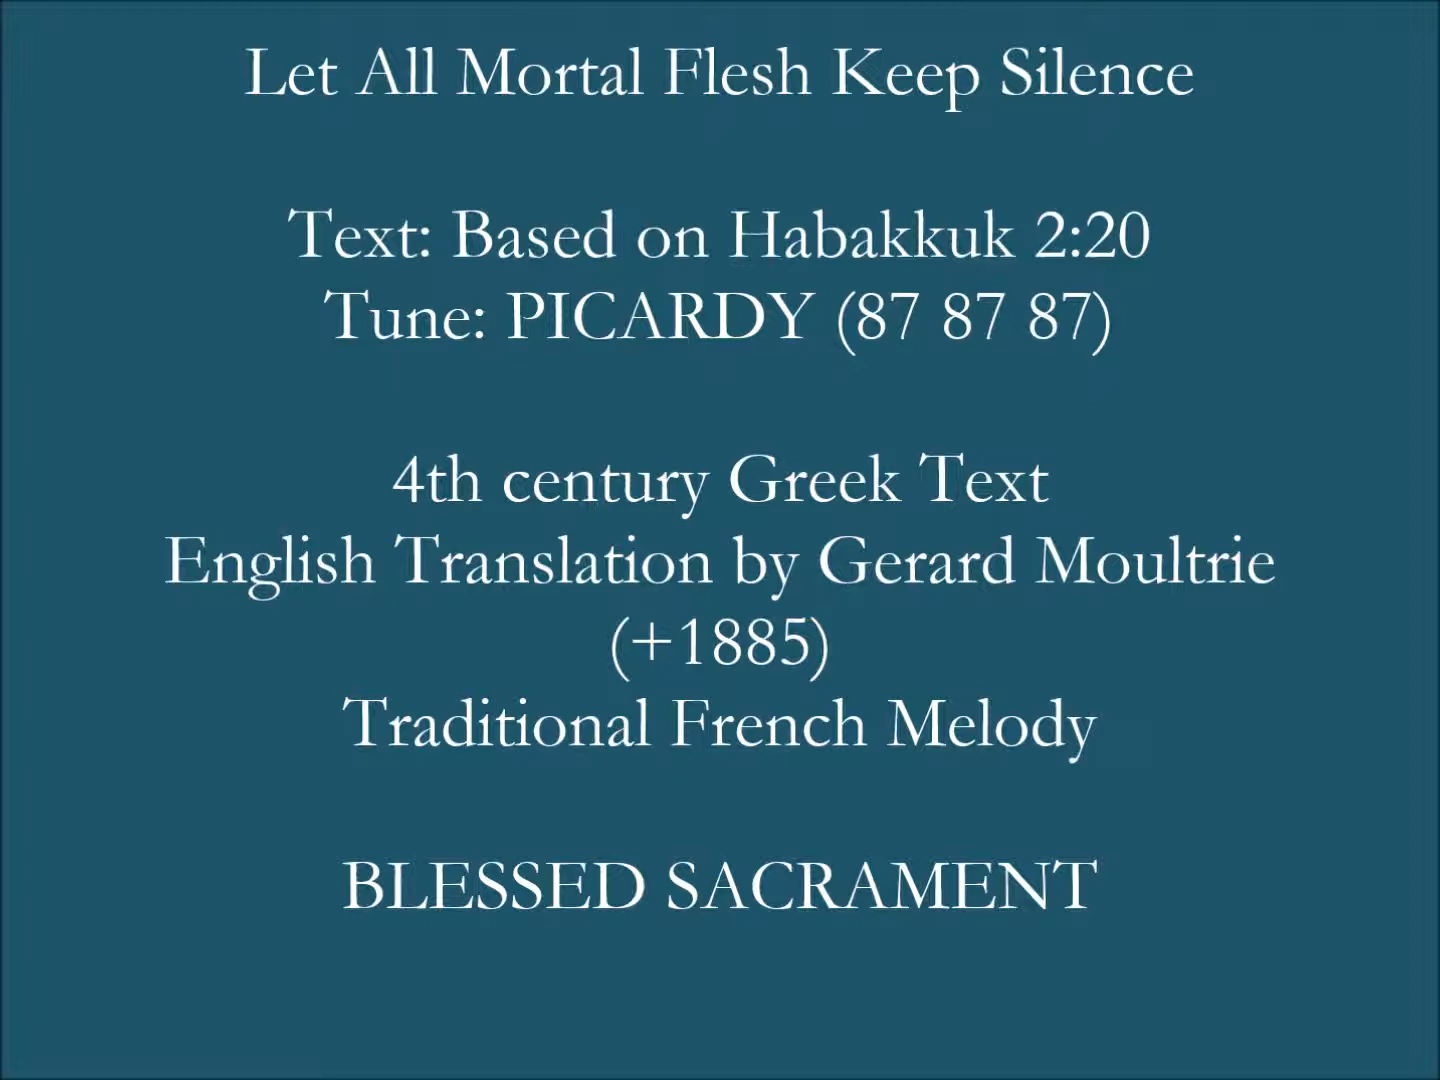 Let All Mortal Flesh Keep Silence
Text: Based on Habakkuk 2:20
Tune: PICARDY (87 87 87)
4th century Greek Text
English Translation by Gerard Moultrie
(+1885)
Traditional French Melody
BLESSED SACRAMENT